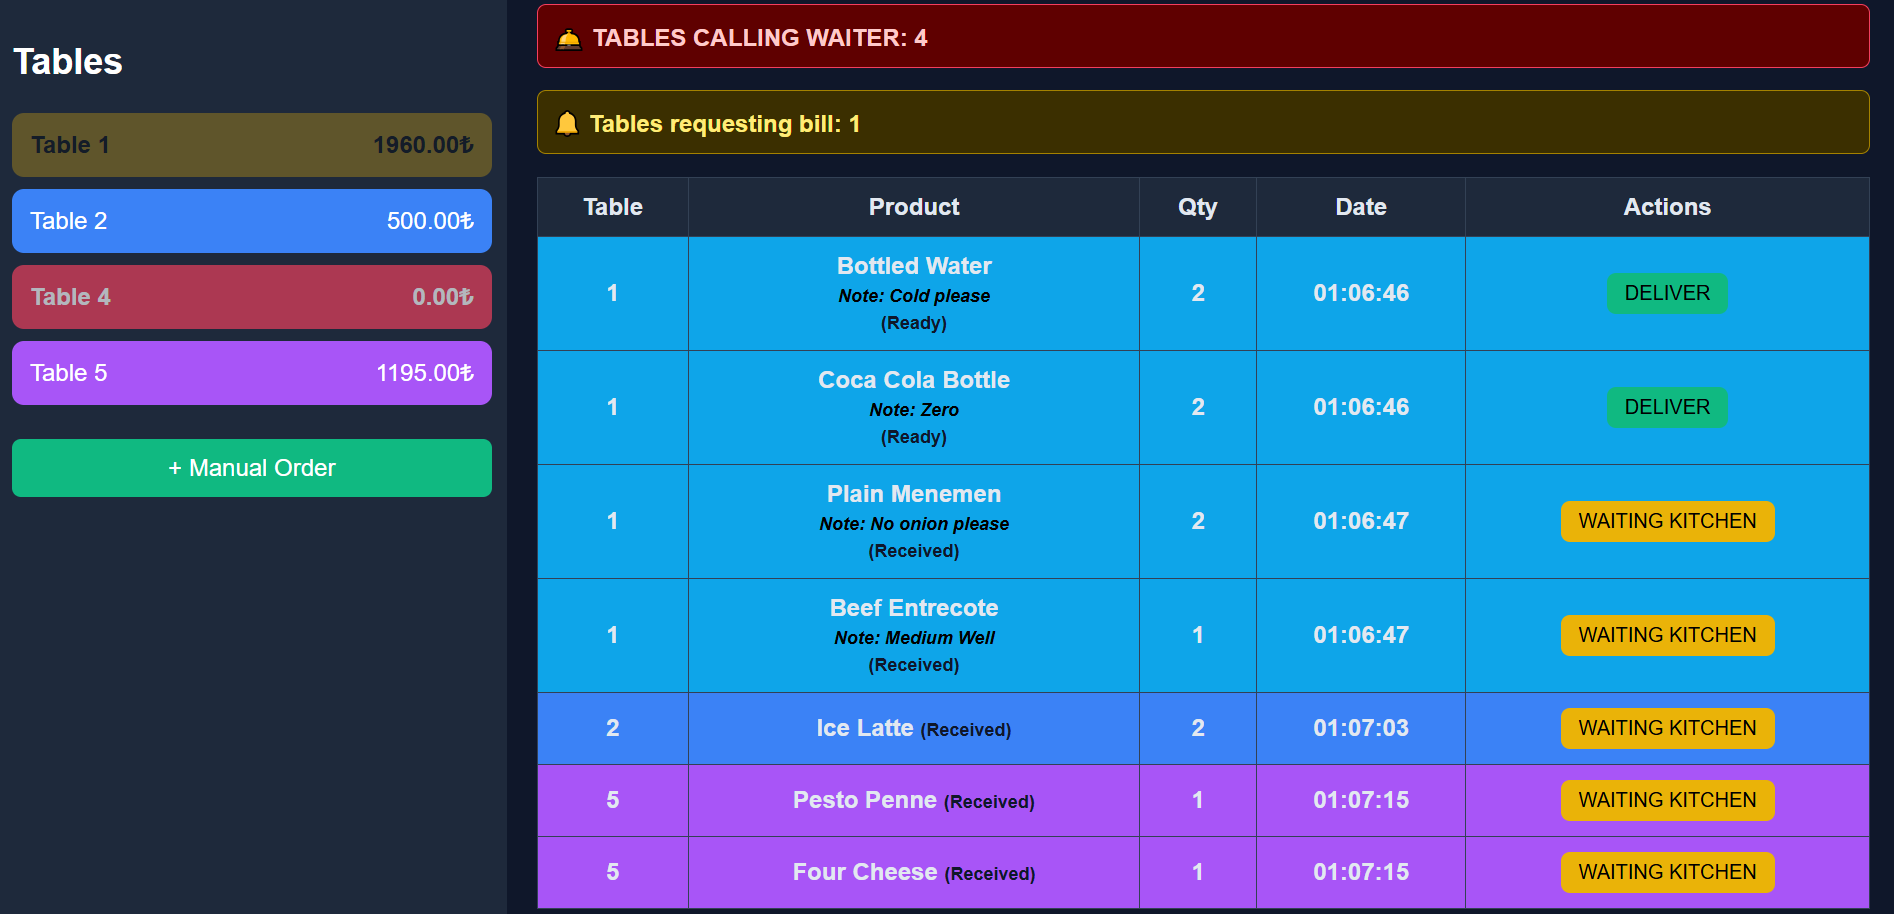 Tables
Table 1 1960.00₺
Table 2 500.00₺
Table 4 0.00₺
Table 5 1195.00₺
+ Manual Order
TABLES CALLING WAITER: 4
Tables requesting bill: 1
Table Product Qty Date Actions
Bottled Water
1 Note: Cold please 2 01:06:46 DELIVER
(Ready)
Coca Cola Bottle
1 Note: Zero 2 01:06:46 DELIVER
(Ready)
Plain Menemen
1 Note: No onion please 2 01:06:47 WAITING KITCHEN
(Received)
Beef Entrecote
1 Note: Medium Well 1 01:06:47 WAITING KITCHEN
(Received)
2 Ice Latte (Received) 2 01:07:03 WAITING KITCHEN
5 Pesto Penne (Received) 1 01:07:15 WAITING KITCHEN
5 Four Cheese (Received) 1 01:07:15 WAITING KITCHEN